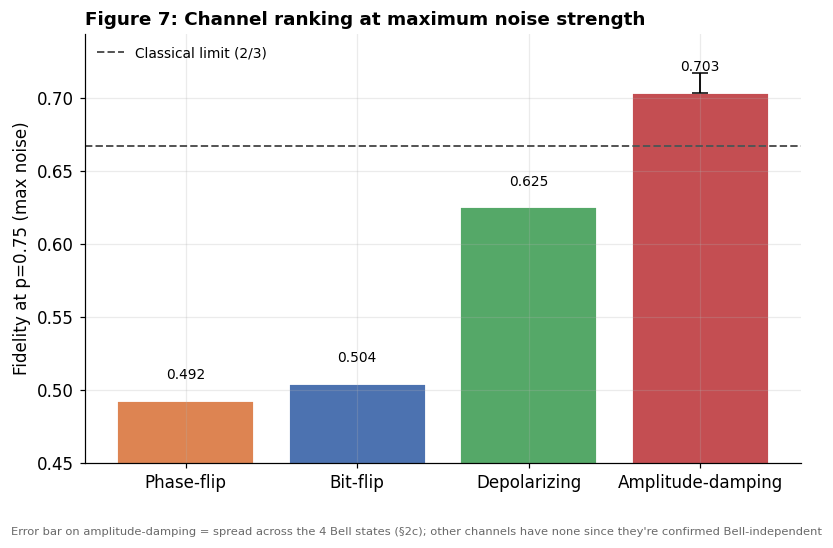 Figure 7: Channel ranking at maximum noise strength
Classical limit (2/3)
Fidelity at p=0.75 (max noise)
0.70
0.65
0.60
0.55
0.50
0.45
0.492
0.504
0.625
0.703
Phase-flip
Bit-flip
Depolarizing
Amplitude-damping
Error bar on amplitude-damping = spread across the 4 Bell states (§2c); other channels have none since they're confirmed Bell-independent